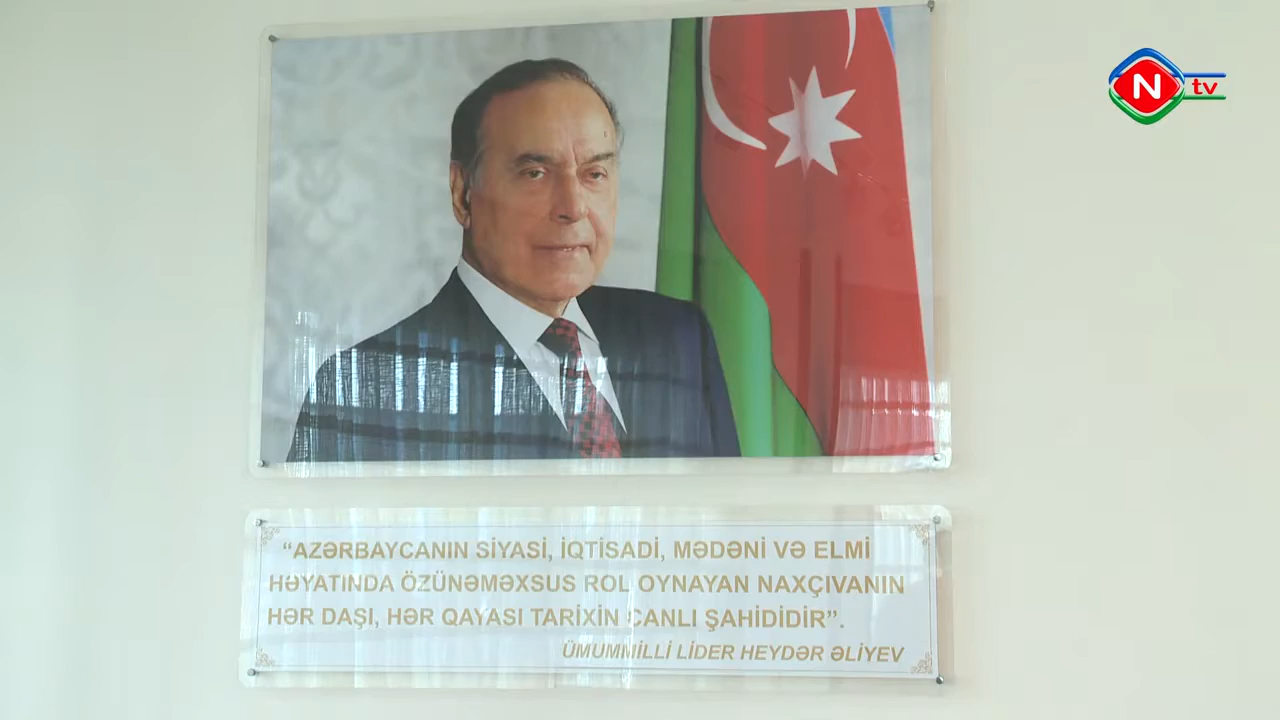 N tv
“AZƏRBAYCANIN SİYASİ, İQTİSADİ, MƏDƏNİ VƏ ELMİ
HƏYATINDA ÖZÜNƏMƏXSUS ROL OYNAYAN NAXÇIVANIN
HƏR DAŞI, HƏR QAYASI TARİXİN CANLI ŞAHİDİDİR”.
ÜMUMMİLLİ LİDER HEYDƏR ƏLİYEV